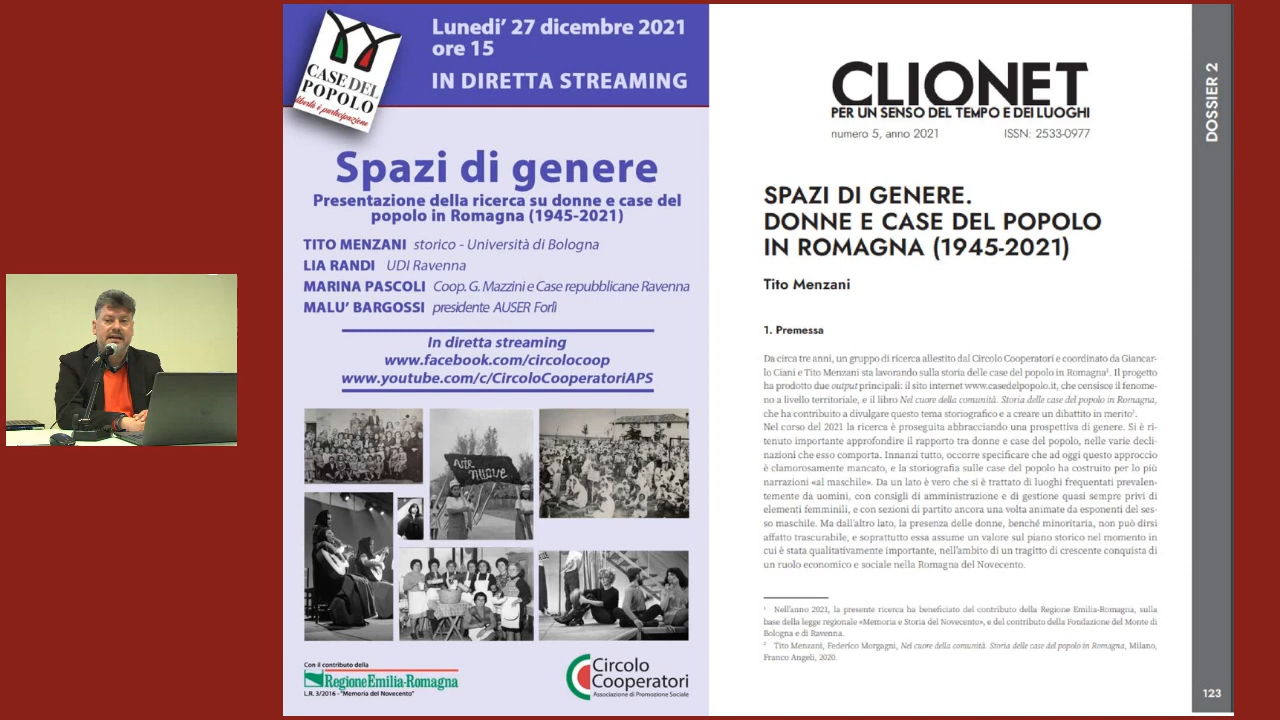 Lunedi' 27 dicembre 2021
ore 15
IN DIRETTA STREAMING
CASE DEL
POPOLO
libertà è partecipazione
Spazi di genere
Presentazione della ricerca su donne e case del
popolo in Romagna (1945-2021)
TITO MENZANI storico - Università di Bologna
LIA RANDI UDI Ravenna
MARINA PASCOLI Coop. G. Mazzini e Case repubblicane Ravenna
MALU' BARGOSSI presidente AUSER Forlì
In diretta streaming
www.facebook.com/circolocoop
www.youtube.com/c/CircoloCooperatoriAPS
Con il contributo della
RegioneEmilia-Romagna
L.R. 3/2016 - "Memoria del Novecento"
Circolo
Cooperatori
Associazione di Promozione Sociale
CLIONET
PER UN SENSO DEL TEMPO E DEI LUOGHI
numero 5, anno 2021 ISSN: 2533-0977
DOSSIER 2
SPAZI DI GENERE.
DONNE E CASE DEL POPOLO
IN ROMAGNA (1945-2021)
Tito Menzani
1. Premessa
Da circa tre anni, un gruppo di ricerca allestito dal Circolo Cooperatori e coordinato da Giancar-
lo Ciani e Tito Menzani sta lavorando sulla storia delle case del popolo in Romagna¹. Il progetto
ha prodotto due output principali: il sito internet www.casedelpopolo.it, che censisce il fenome-
no a livello territoriale, e il libro Nel cuore della comunità. Storia delle case del popolo in Romagna,
che ha contribuito a divulgare questo tema storiografico e a creare un dibattito in merito².
Nel corso del 2021 la ricerca è proseguita abbracciando una prospettiva di genere. Si è ri-
tenuto importante approfondire il rapporto tra donne e case del popolo, nelle varie decli-
nazioni che esso comporta. Innanzi tutto, occorre specificare che ad oggi questo approccio
è clamorosamente mancato, e la storiografia sulle case del popolo ha costruito per lo più
narrazioni «al maschile». Da un lato è vero che si è trattato di luoghi frequentati prevalen-
temente da uomini, con consigli di amministrazione e di gestione quasi sempre privi di
elementi femminili, e con sezioni di partito ancora una volta animate da esponenti del ses-
so maschile. Ma dall'altro lato, la presenza delle donne, benché minoritaria, non può dirsi
affatto trascurabile, e soprattutto essa assume un valore sul piano storico nel momento in
cui è stata qualitativamente importante, nell'ambito di un tragitto di crescente conquista di
un ruolo economico e sociale nella Romagna del Novecento.
¹ Nell'anno 2021, la presente ricerca ha beneficiato del contributo della Regione Emilia-Romagna, sulla
base della legge regionale «Memoria e Storia del Novecento», e del contributo della Fondazione del Monte di
Bologna e di Ravenna.
² Tito Menzani, Federico Morgagni, Nel cuore della comunità. Storia delle case del popolo in Romagna, Milano,
Franco Angeli, 2020.
123